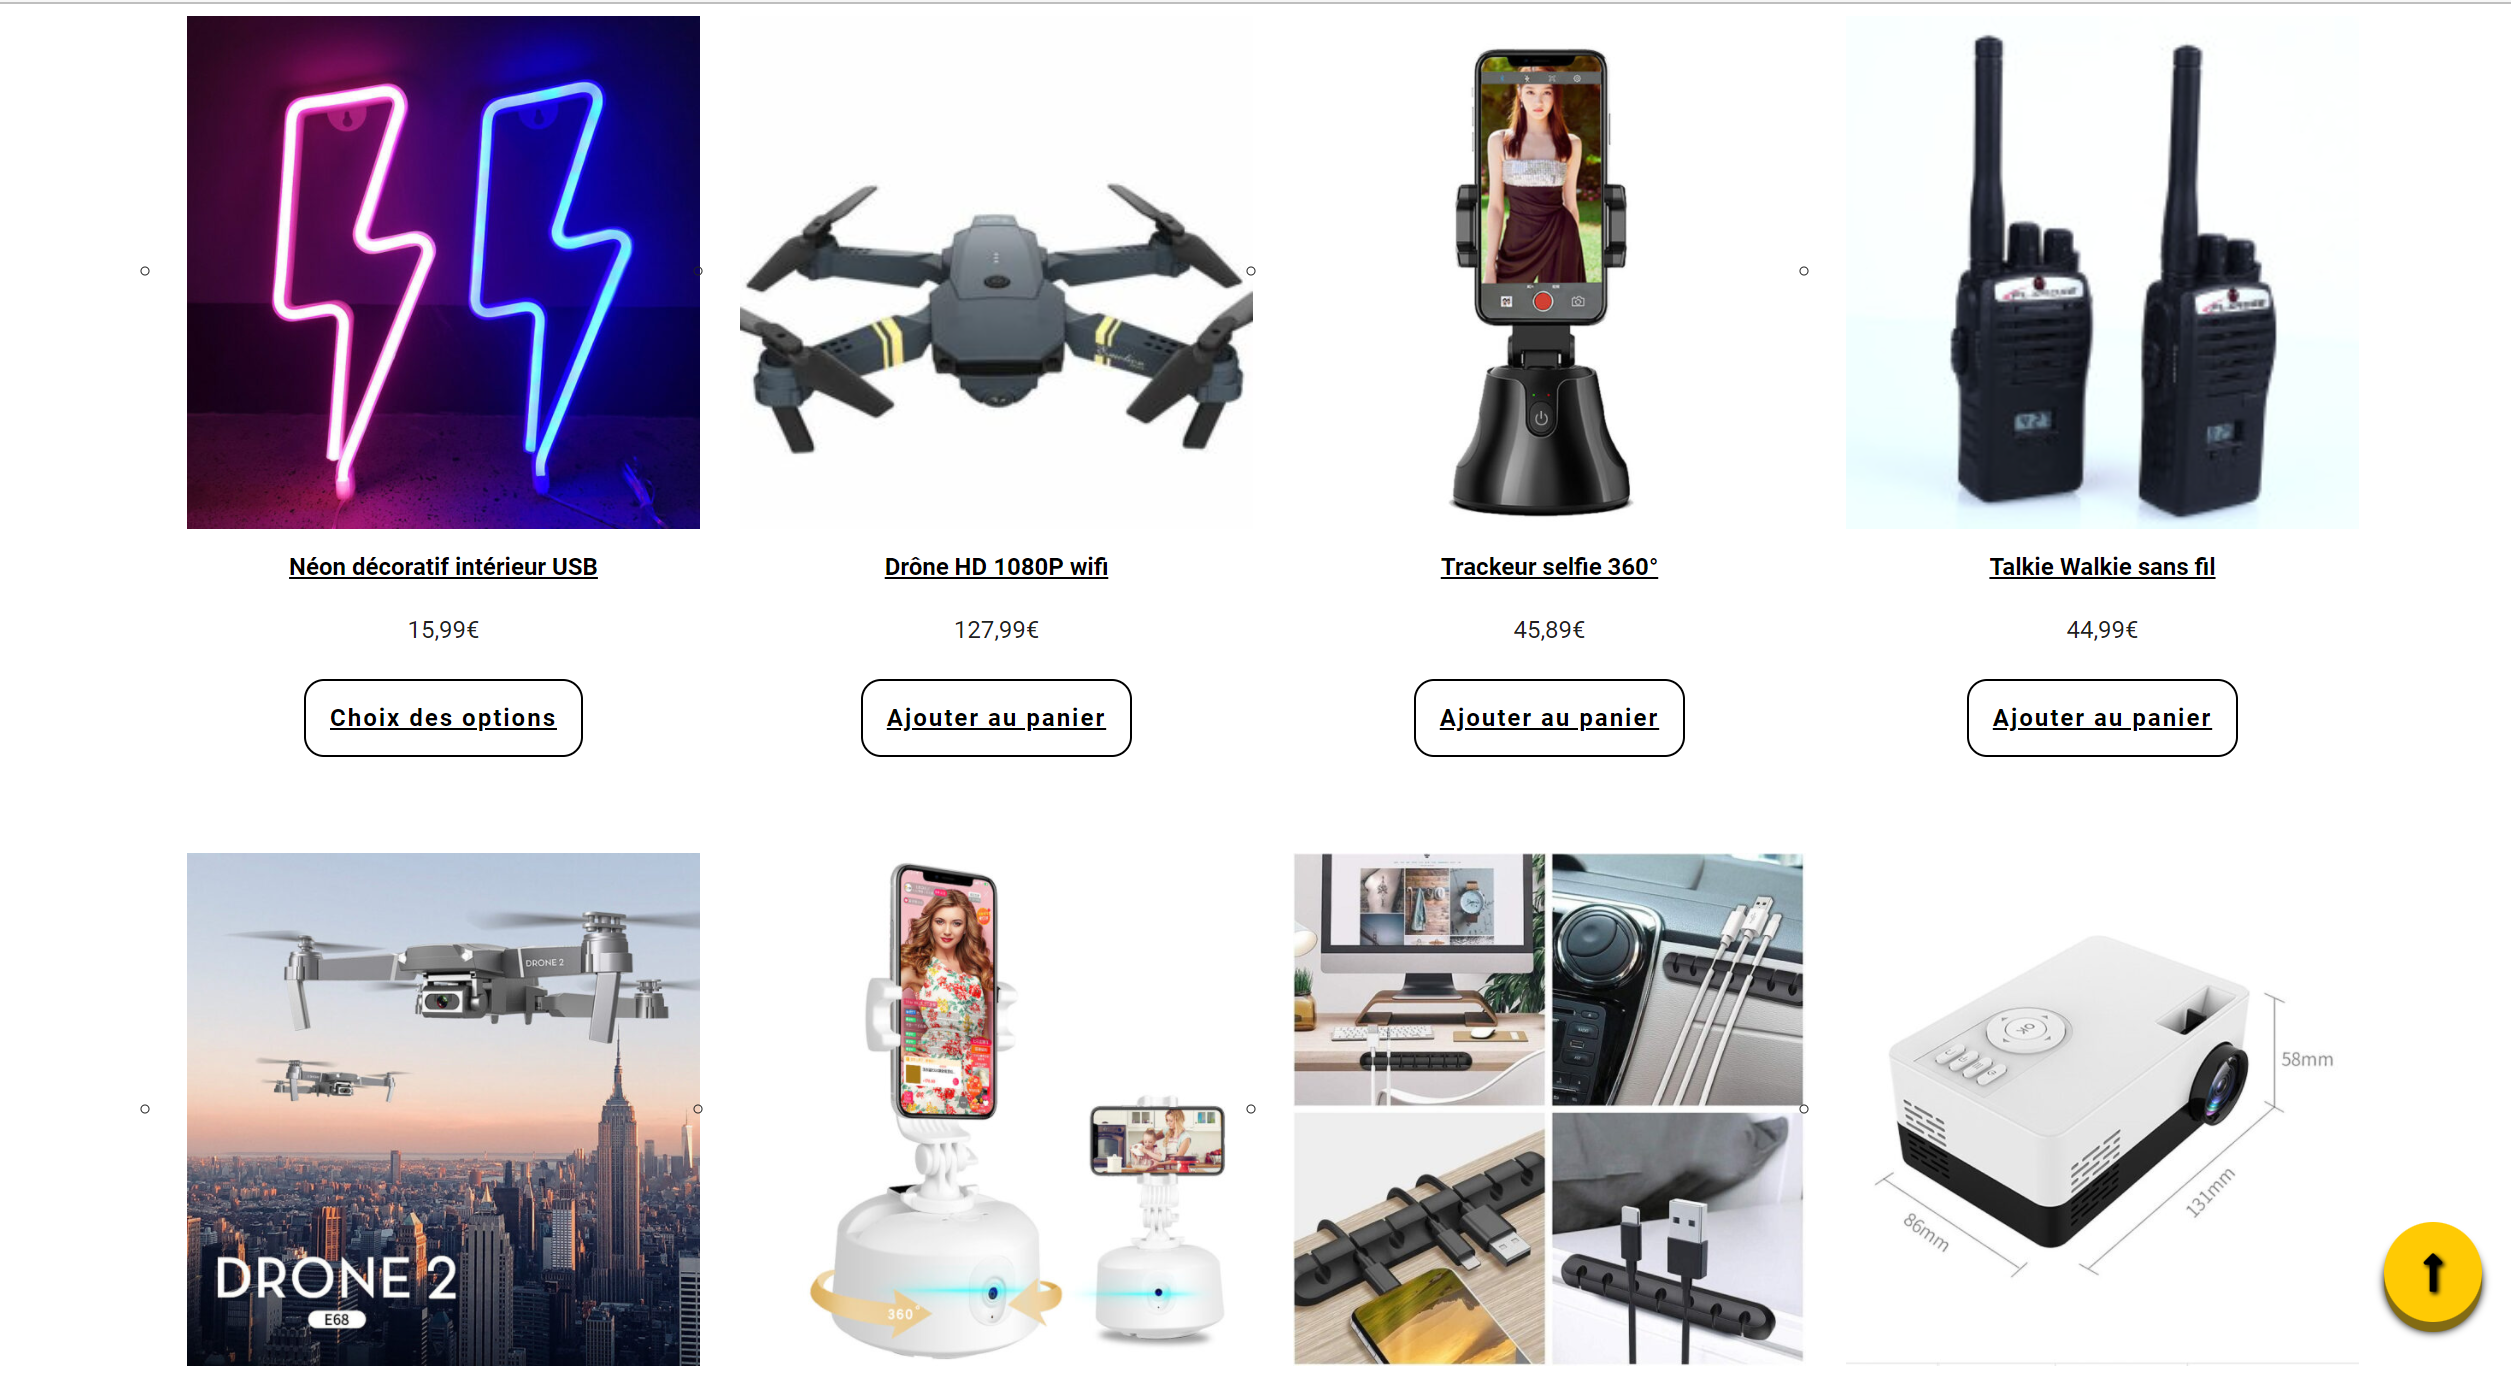 Néon décoratif intérieur USB
15,99€
Choix des options
Drône HD 1080P wifi
127,99€
Ajouter au panier
Trackeur selfie 360°
45,89€
Ajouter au panier
Talkie Walkie sans fil
44,99€
Ajouter au panier
DRONE 2
DRONE 2
E68
360°
OK
58mm
131mm
86mm